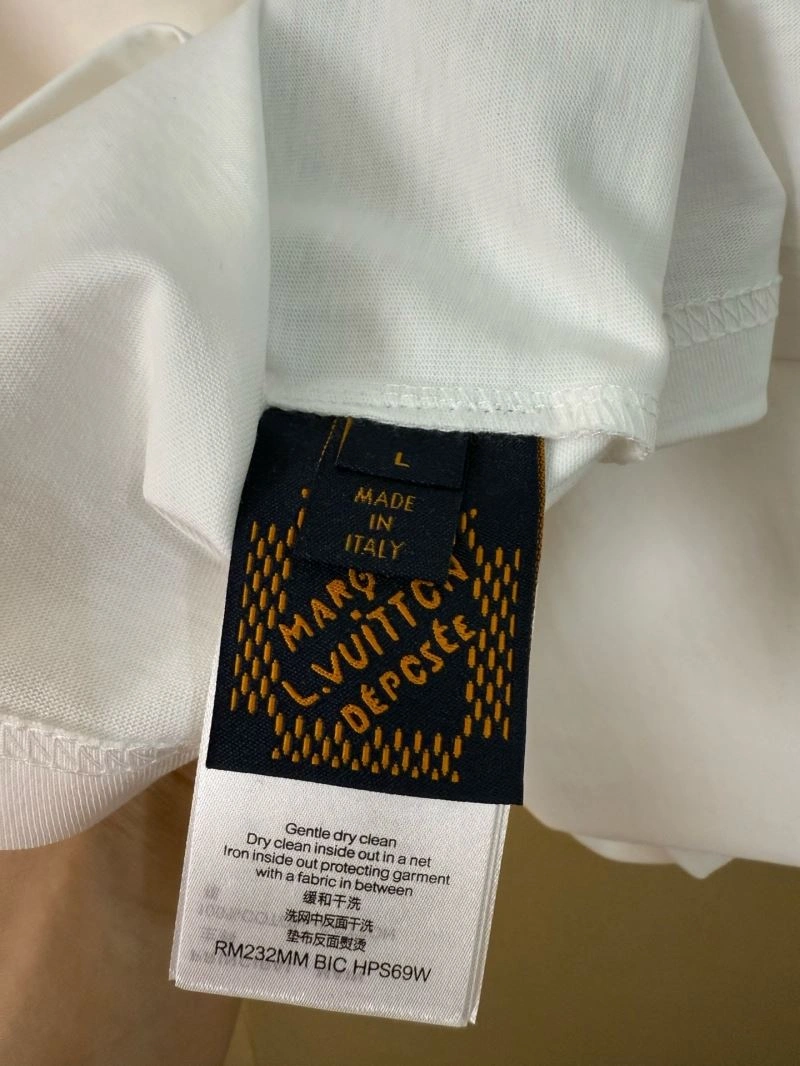 L
MADE
IN
ITALY
MARQ
L.VUITTON
DÉPOSÉE
Gentle dry clean
Dry clean inside out in a net
Iron inside out protecting garment
with a fabric in between
缓和干洗
洗网中反面干洗
垫布反面熨烫
RM232MM BIC HPS69W